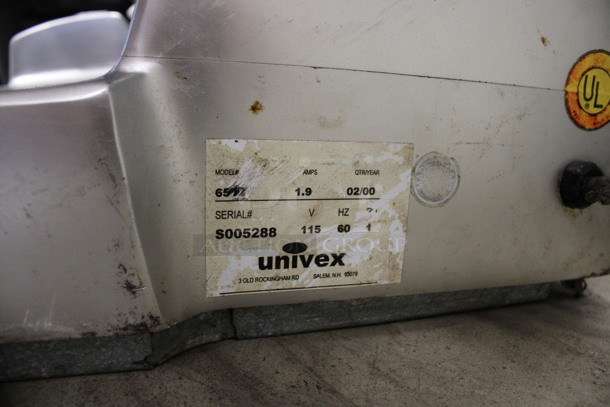 UL
MODEL# AMPS QTR/YEAR
1.9 02/00
SERIAL# V HZ
S005288 115 60 1
univex
3 OLD ROCKINGHAM RD SALEM, N.H. 03079